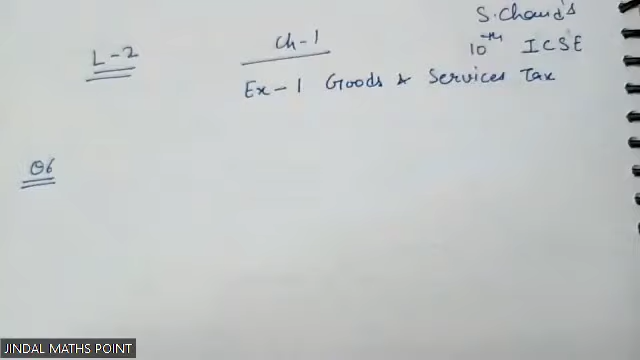 S.Chand's
L-2 Ch-1 10th ICSE
Ex-1 Goods & Services Tax
Q6
JINDAL MATHS POINT